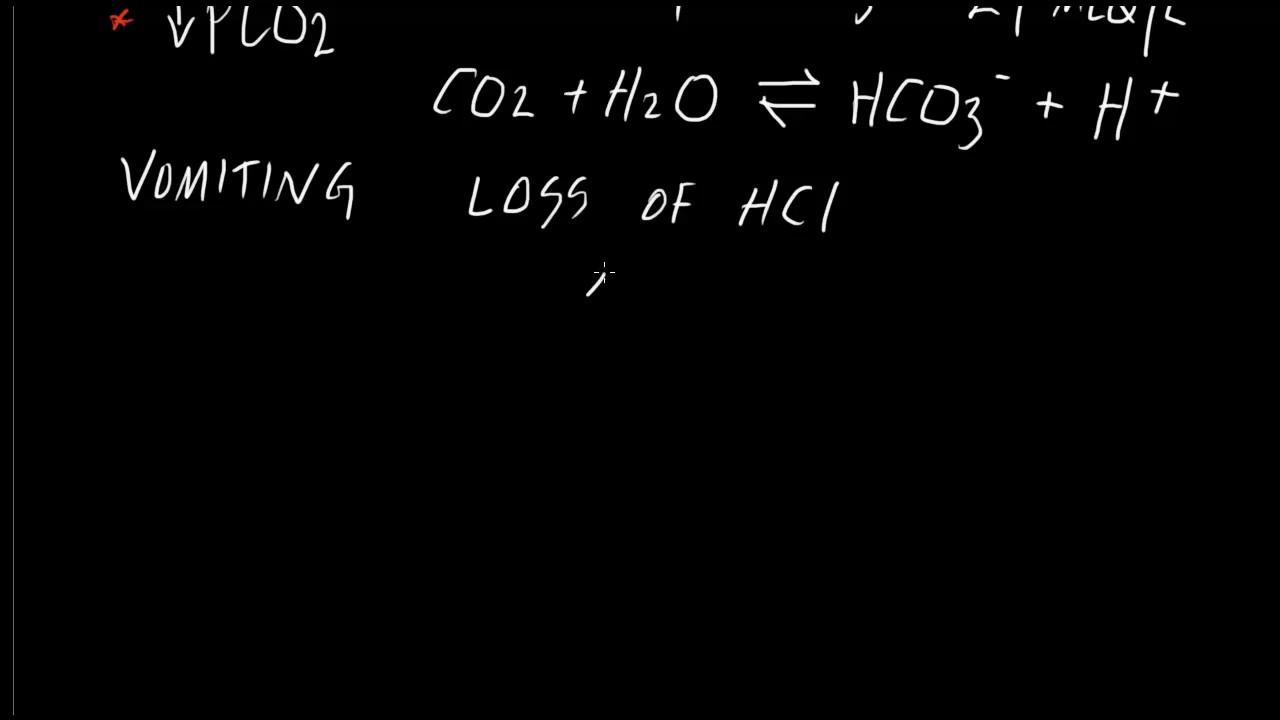 ↓PCO2
CO2 + H2O ⇌ HCO3⁻ + H⁺
VOMITING LOSS OF HCl